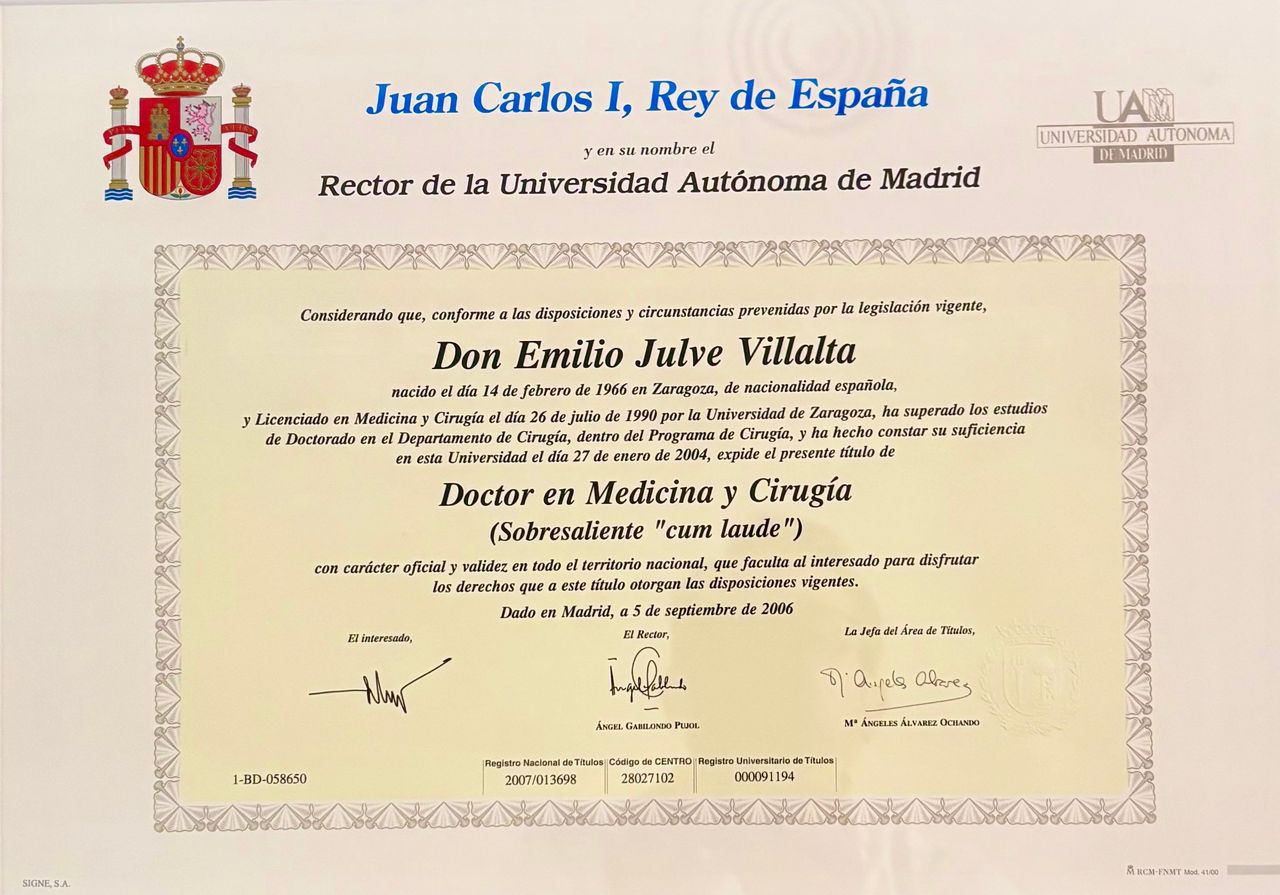 Juan Carlos I, Rey de España
UAM
UNIVERSIDAD AUTONOMA
DE MADRID
y en su nombre el
Rector de la Universidad Autónoma de Madrid
Considerando que, conforme a las disposiciones y circunstancias prevenidas por la legislación vigente,
Don Emilio Julve Villalta
nacido el día 14 de febrero de 1966 en Zaragoza, de nacionalidad española,
y Licenciado en Medicina y Cirugía el día 26 de julio de 1990 por la Universidad de Zaragoza, ha superado los estudios
de Doctorado en el Departamento de Cirugía, dentro del Programa de Cirugía, y ha hecho constar su suficiencia
en esta Universidad el día 27 de enero de 2004, expide el presente título de
Doctor en Medicina y Cirugía
(Sobresaliente "cum laude")
con carácter oficial y validez en todo el territorio nacional, que faculta al interesado para disfrutar
los derechos que a este título otorgan las disposiciones vigentes.
Dado en Madrid, a 5 de septiembre de 2006
El interesado,
El Rector,
La Jefa del Área de Títulos,
Mª Angeles Alvarez
ÁNGEL GABILONDO PUJOL
Mª ÁNGELES ÁLVAREZ OCHANDO
1-BD-058650
Registro Nacional de Títulos
2007/013698
Código de CENTRO
28027102
Registro Universitario de Títulos
000091194
SIGNE, S.A.
RCM-FNMT Mod. 41/00